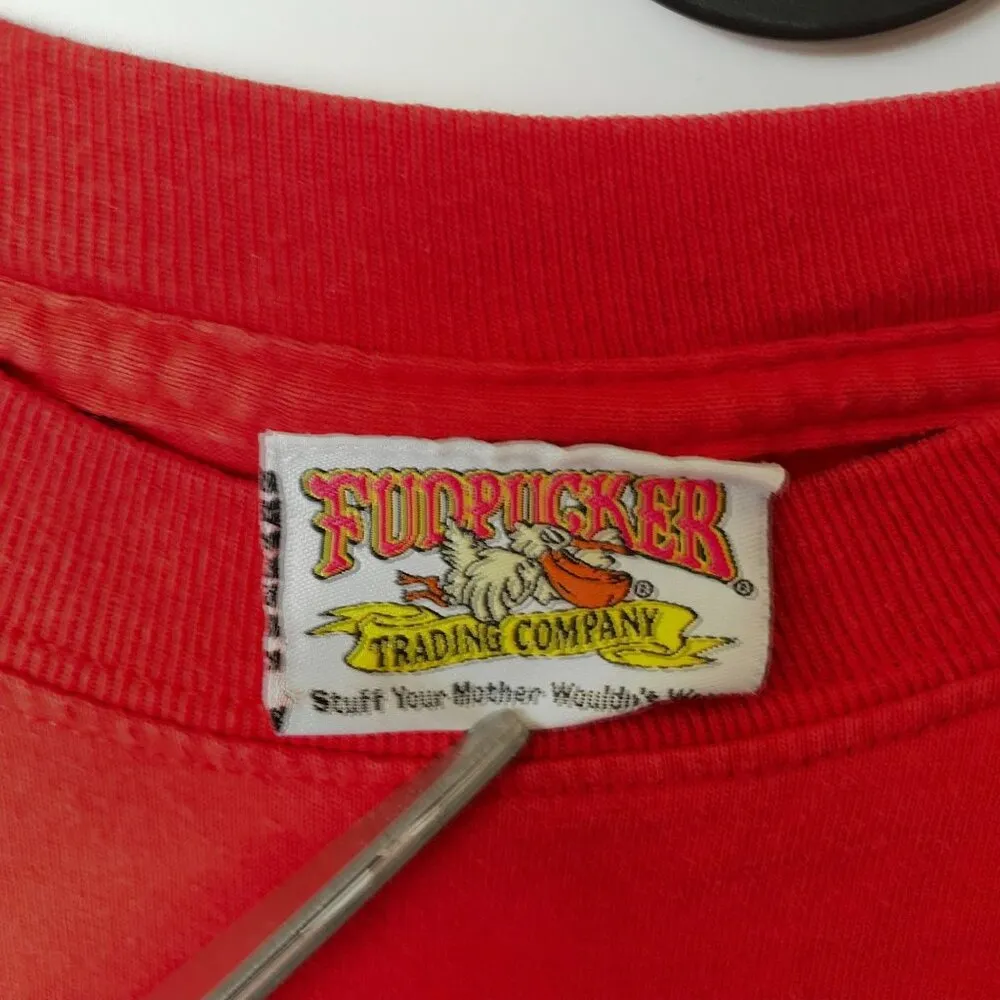 FUDPUCKER
®
®
TRADING COMPANY
Stuff Your Mother Wouldn't